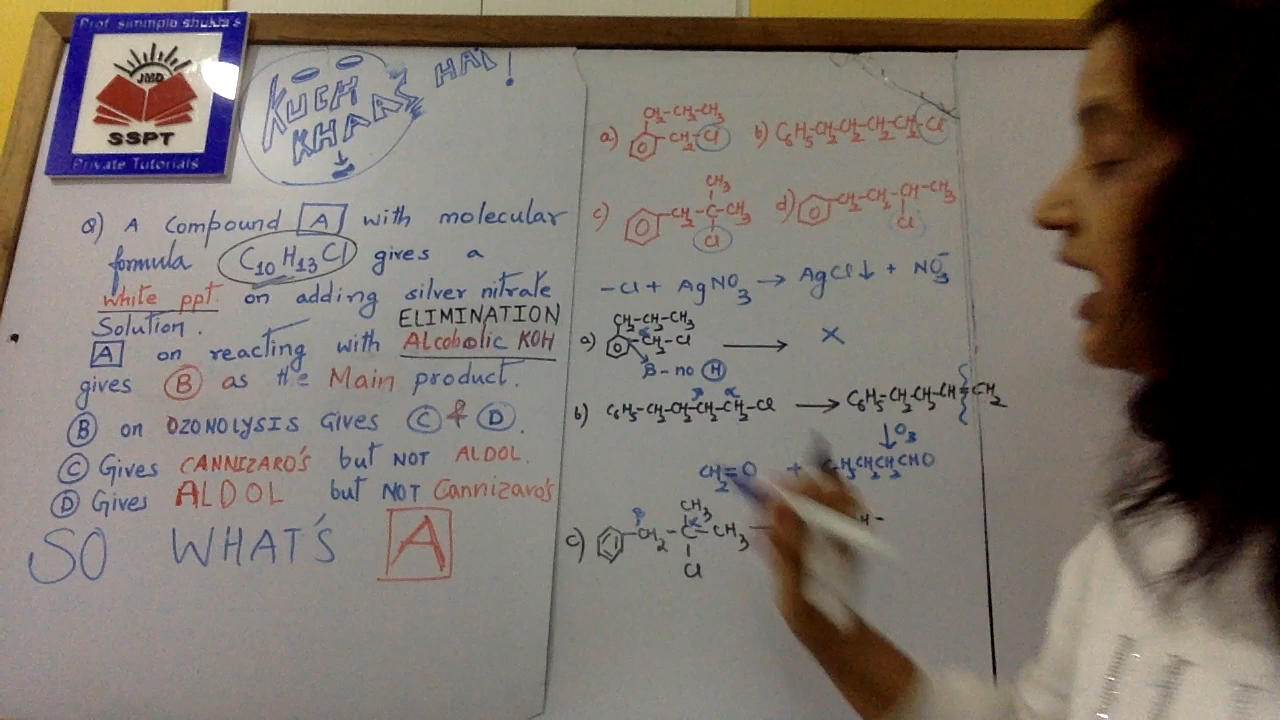 Prof. simmple shukla's
JMD
SSPT
Private Tutorials
KUCH
KHAAS HAI!
Q) A Compound [A] with molecular
formula C10H13Cl gives a
white ppt. on adding silver nitrate
Solution.
ELIMINATION
[A] on reacting with Alcoholic KOH
gives (B) as the Main product.
(B) on OZONOLYSIS Gives (C) & (D).
(C) Gives CANNIZARO'S but NOT ALDOL.
(D) Gives ALDOL but NOT Cannizaro's
SO WHAT'S [A]
CH2-CH2-CH3
a) CH2-Cl
b) C6H5-CH2-CH2-CH2-CH2-Cl
CH3
c) CH2-C-CH3
Cl
d) CH2-CH2-CH-CH3
Cl
-Cl + AgNO3 → AgCl↓ + NO3-
CH2-CH2-CH3
a) α CH2-Cl → X
β-no (H)
b) C6H5-CH2-CH2-CH2-CH2-Cl → C6H5-CH2-CH2-CH=CH2
β α
↓O3
CH2=O + CHO
CH3
c) β CH2-C-CH3
α
Cl